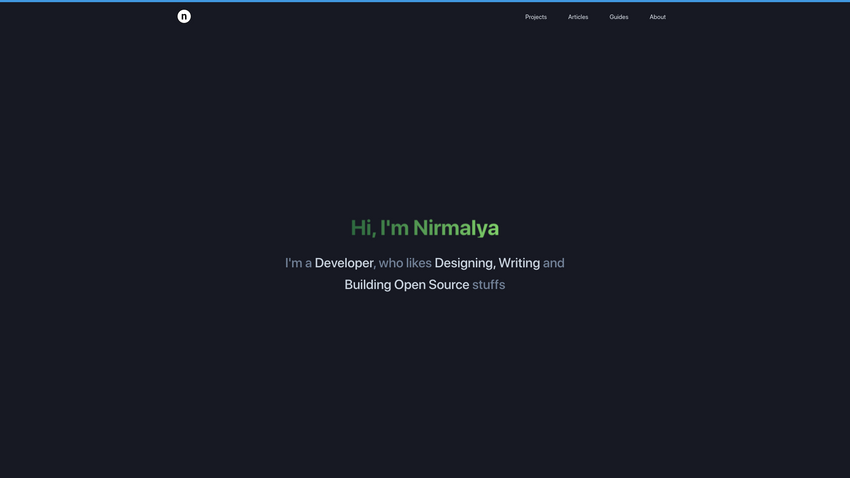 n
Projects Articles Guides About
Hi, I'm Nirmalya
I'm a Developer, who likes Designing, Writing and
Building Open Source stuffs